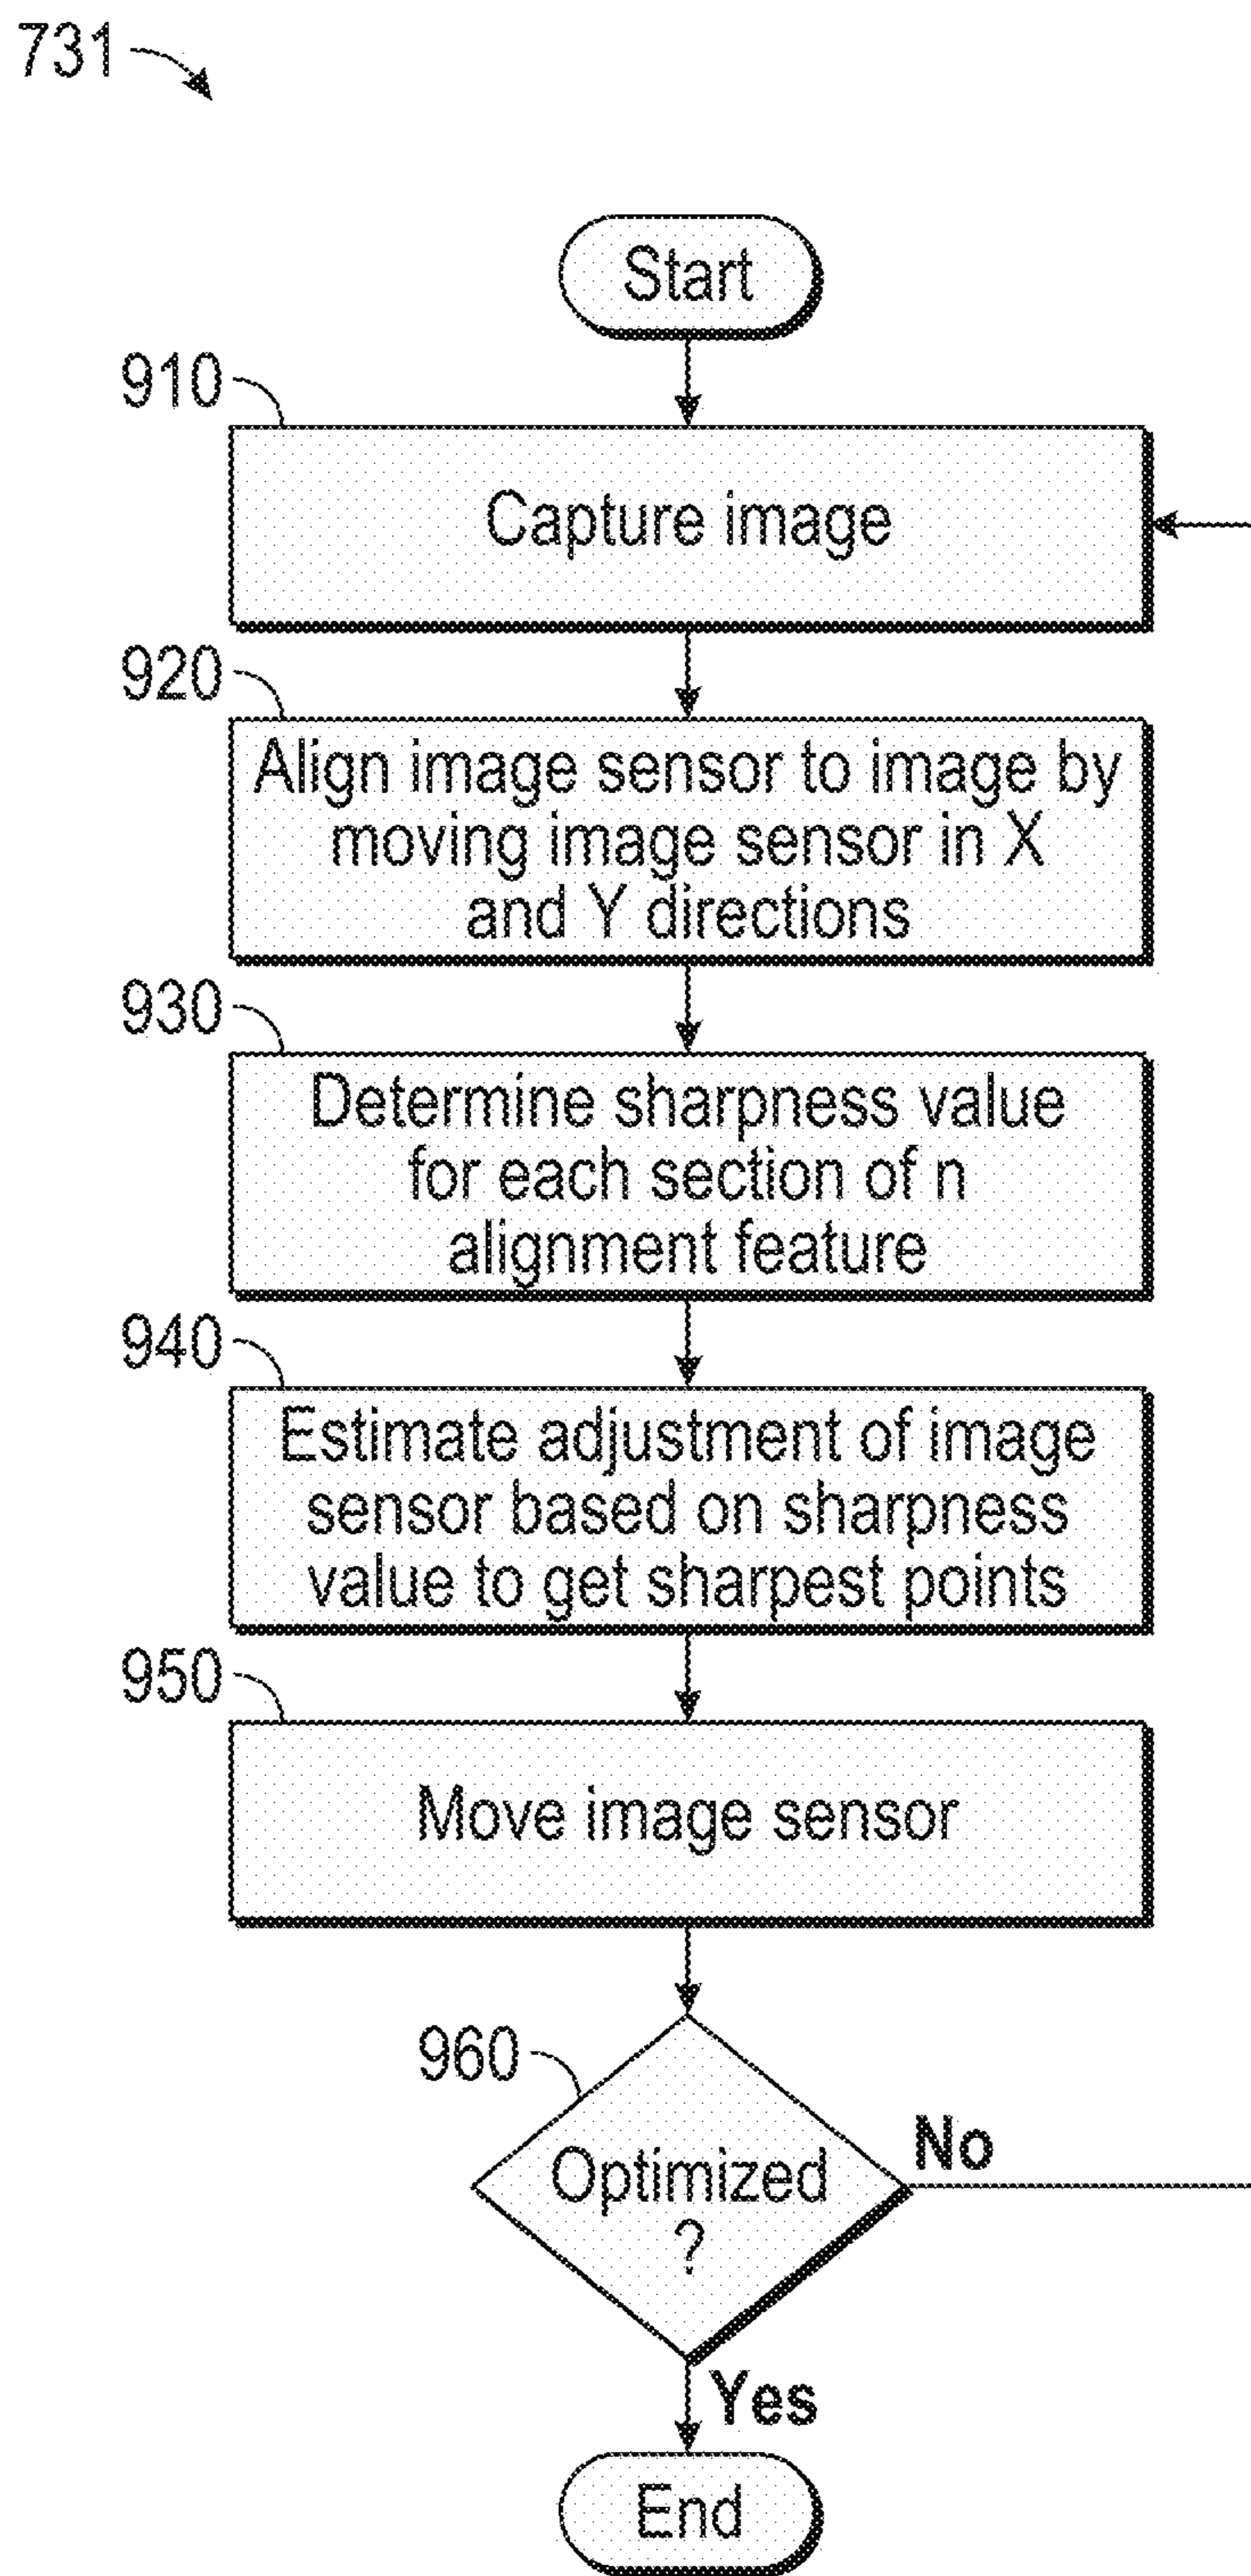 731
Start
910
Capture image
920
Align image sensor to image by
moving image sensor in X
and Y directions
930
Determine sharpness value
for each section of n
alignment feature
940
Estimate adjustment of image
sensor based on sharpness
value to get sharpest points
950
Move image sensor
960
Optimized
?
No
Yes
End